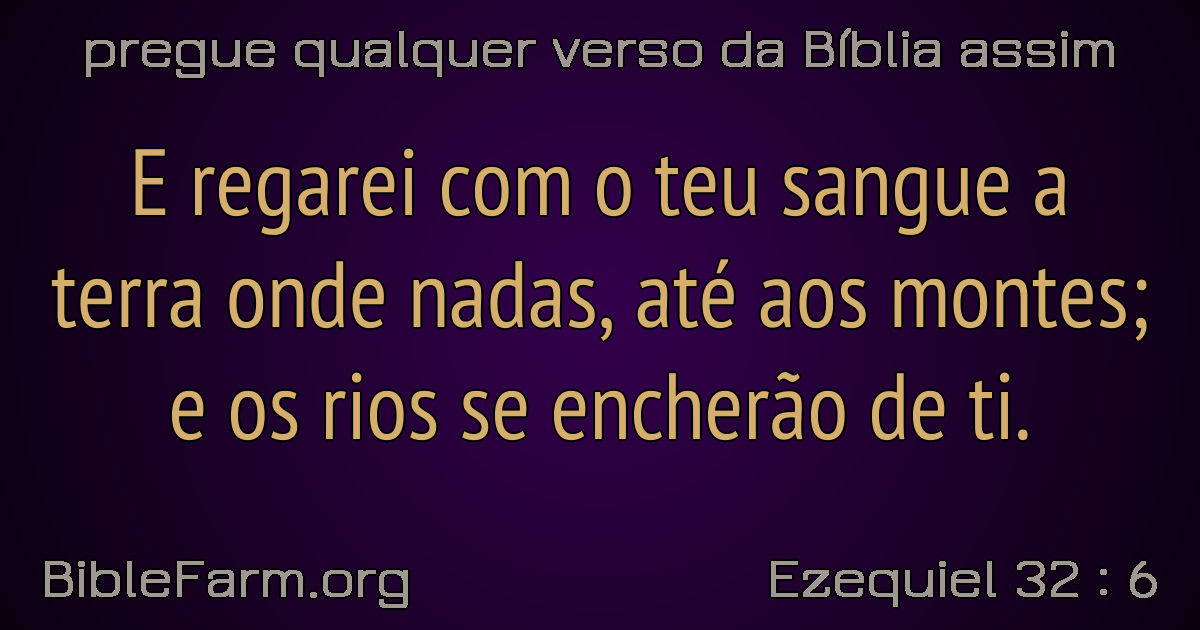 pregue qualquer verso da Bíblia assim
E regarei com o teu sangue a
terra onde nadas, até aos montes;
e os rios se encherão de ti.
BibleFarm.org
Ezequiel 32 : 6